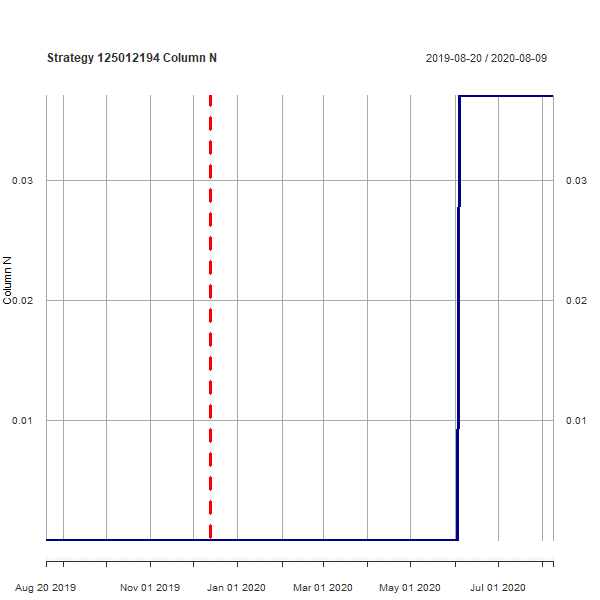 Strategy 125012194 Column N
2019-08-20 / 2020-08-09
0.03
0.03
Column N
0.02
0.02
0.01
0.01
Aug 20 2019
Nov 01 2019
Jan 01 2020
Mar 01 2020
May 01 2020
Jul 01 2020